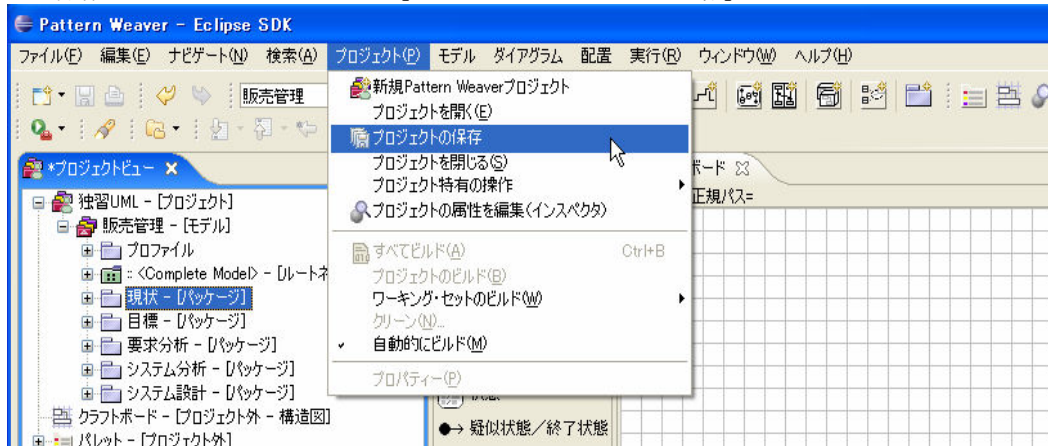 Pattern Weaver - Eclipse SDK
ファイル(F) 編集(E) ナビゲート(N) 検索(A) プロジェクト(P) モデル ダイアグラム 配置 実行(R) ウィンドウ(W) ヘルプ(H)
販売管理
新規Pattern Weaverプロジェクト
プロジェクトを開く(E)
プロジェクトの保存
プロジェクトを閉じる(S)
プロジェクト特有の操作
プロジェクトの属性を編集(インスペクタ)
すべてビルド(A) Ctrl+B
プロジェクトのビルド(B)
ワーキング・セットのビルド(W)
クリーン(N)...
自動的にビルド(M)
プロパティー(P)
*プロジェクトビュー
独習UML - [プロジェクト]
販売管理 - [モデル]
プロファイル
:: <Complete Model> - [ルートネ
現状 - [パッケージ]
目標 - [パッケージ]
要求分析 - [パッケージ]
システム分析 - [パッケージ]
システム設計 - [パッケージ]
クラフトボード - [プロジェクト外 - 構造図]
パレット - [プロジェクト外]
ボード
正規パス=
疑似状態／終了状態